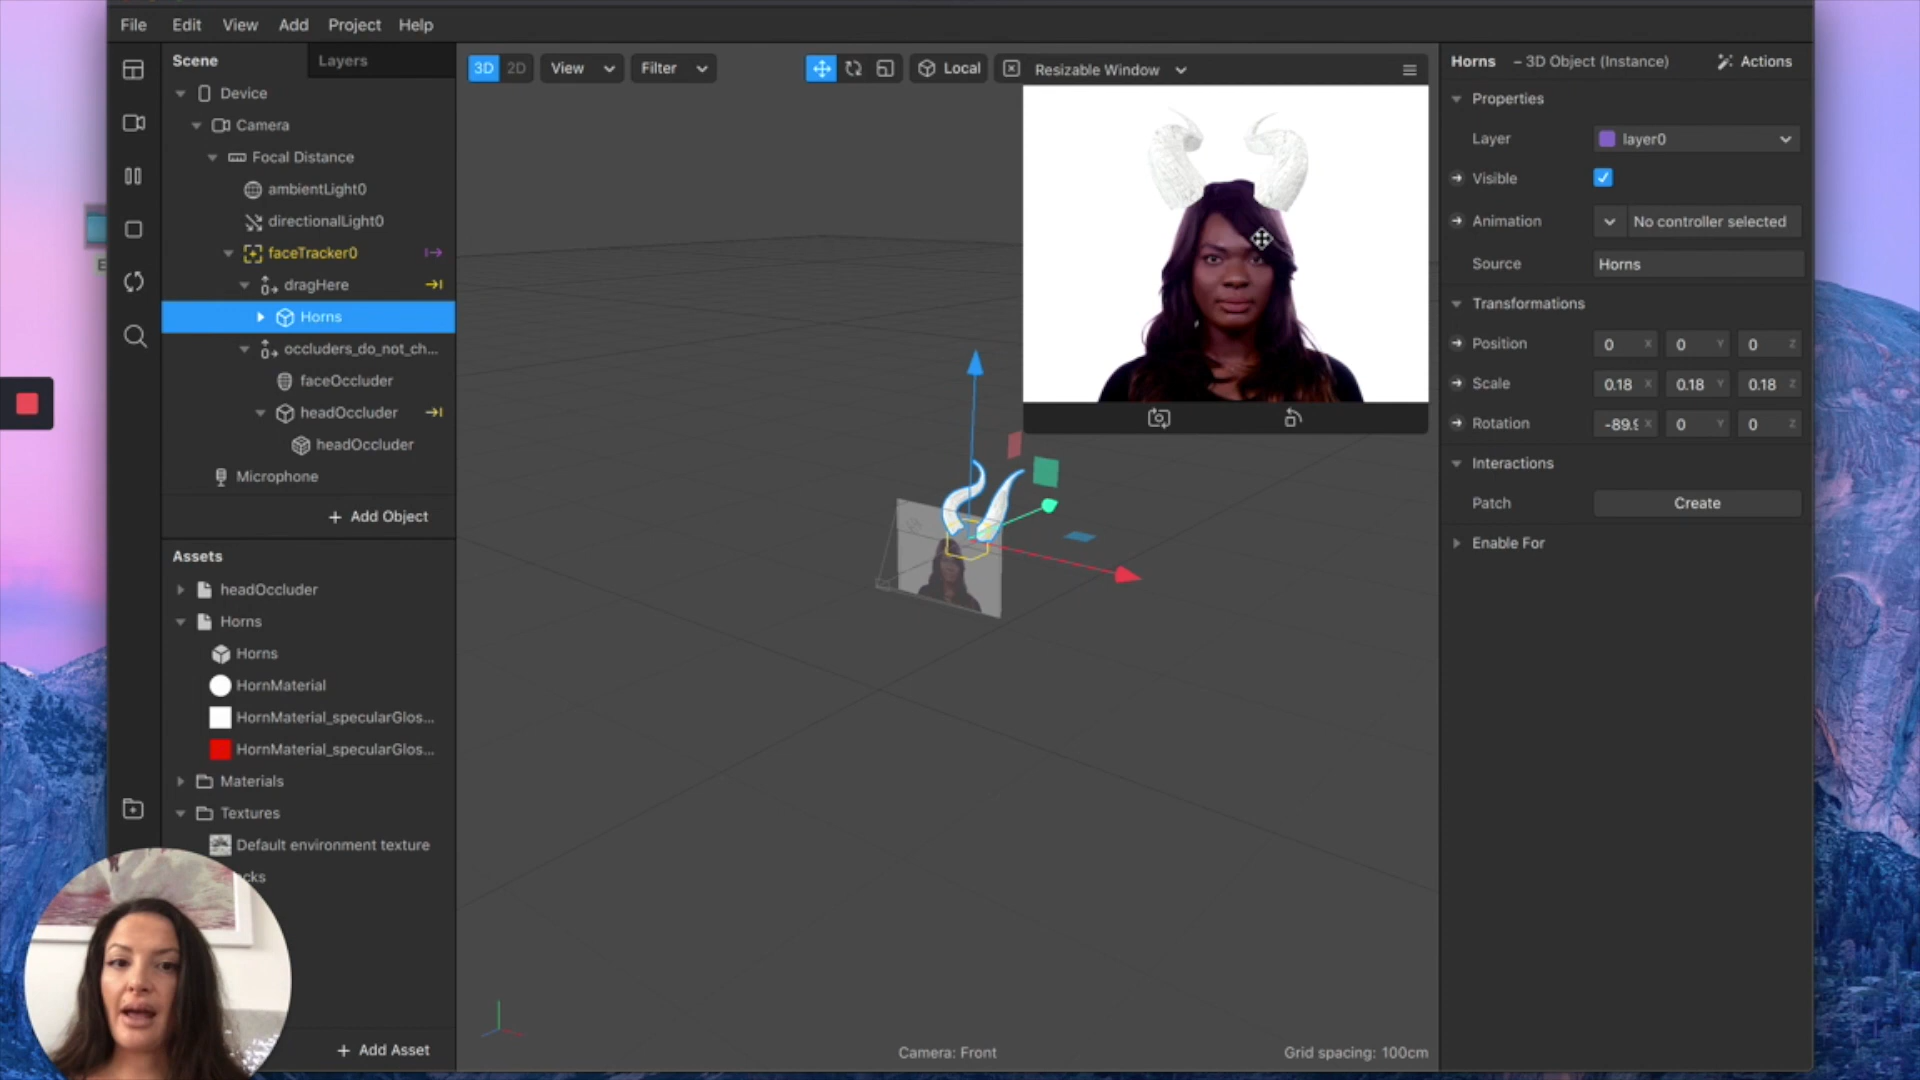 File Edit View Add Project Help
Scene Layers
Device
Camera
Focal Distance
ambientLight0
directionalLight0
faceTracker0
dragHere
Horns
occluders_do_not_ch...
faceOccluder
headOccluder
headOccluder
Microphone
+ Add Object
Assets
headOccluder
Horns
Horns
HornMaterial
HornMaterial_specularGlos...
HornMaterial_specularGlos...
Materials
Textures
Default environment texture
+ Add Asset
3D 2D View Filter Local
Resizable Window
Camera: Front
Grid spacing: 100cm
Horns – 3D Object (Instance) Actions
Properties
Layer layer0
Visible
Animation No controller selected
Source Horns
Transformations
Position 0 X 0 Y 0 Z
Scale 0.18 X 0.18 Y 0.18 Z
Rotation -89.9 X 0 Y 0 Z
Interactions
Patch Create
Enable For